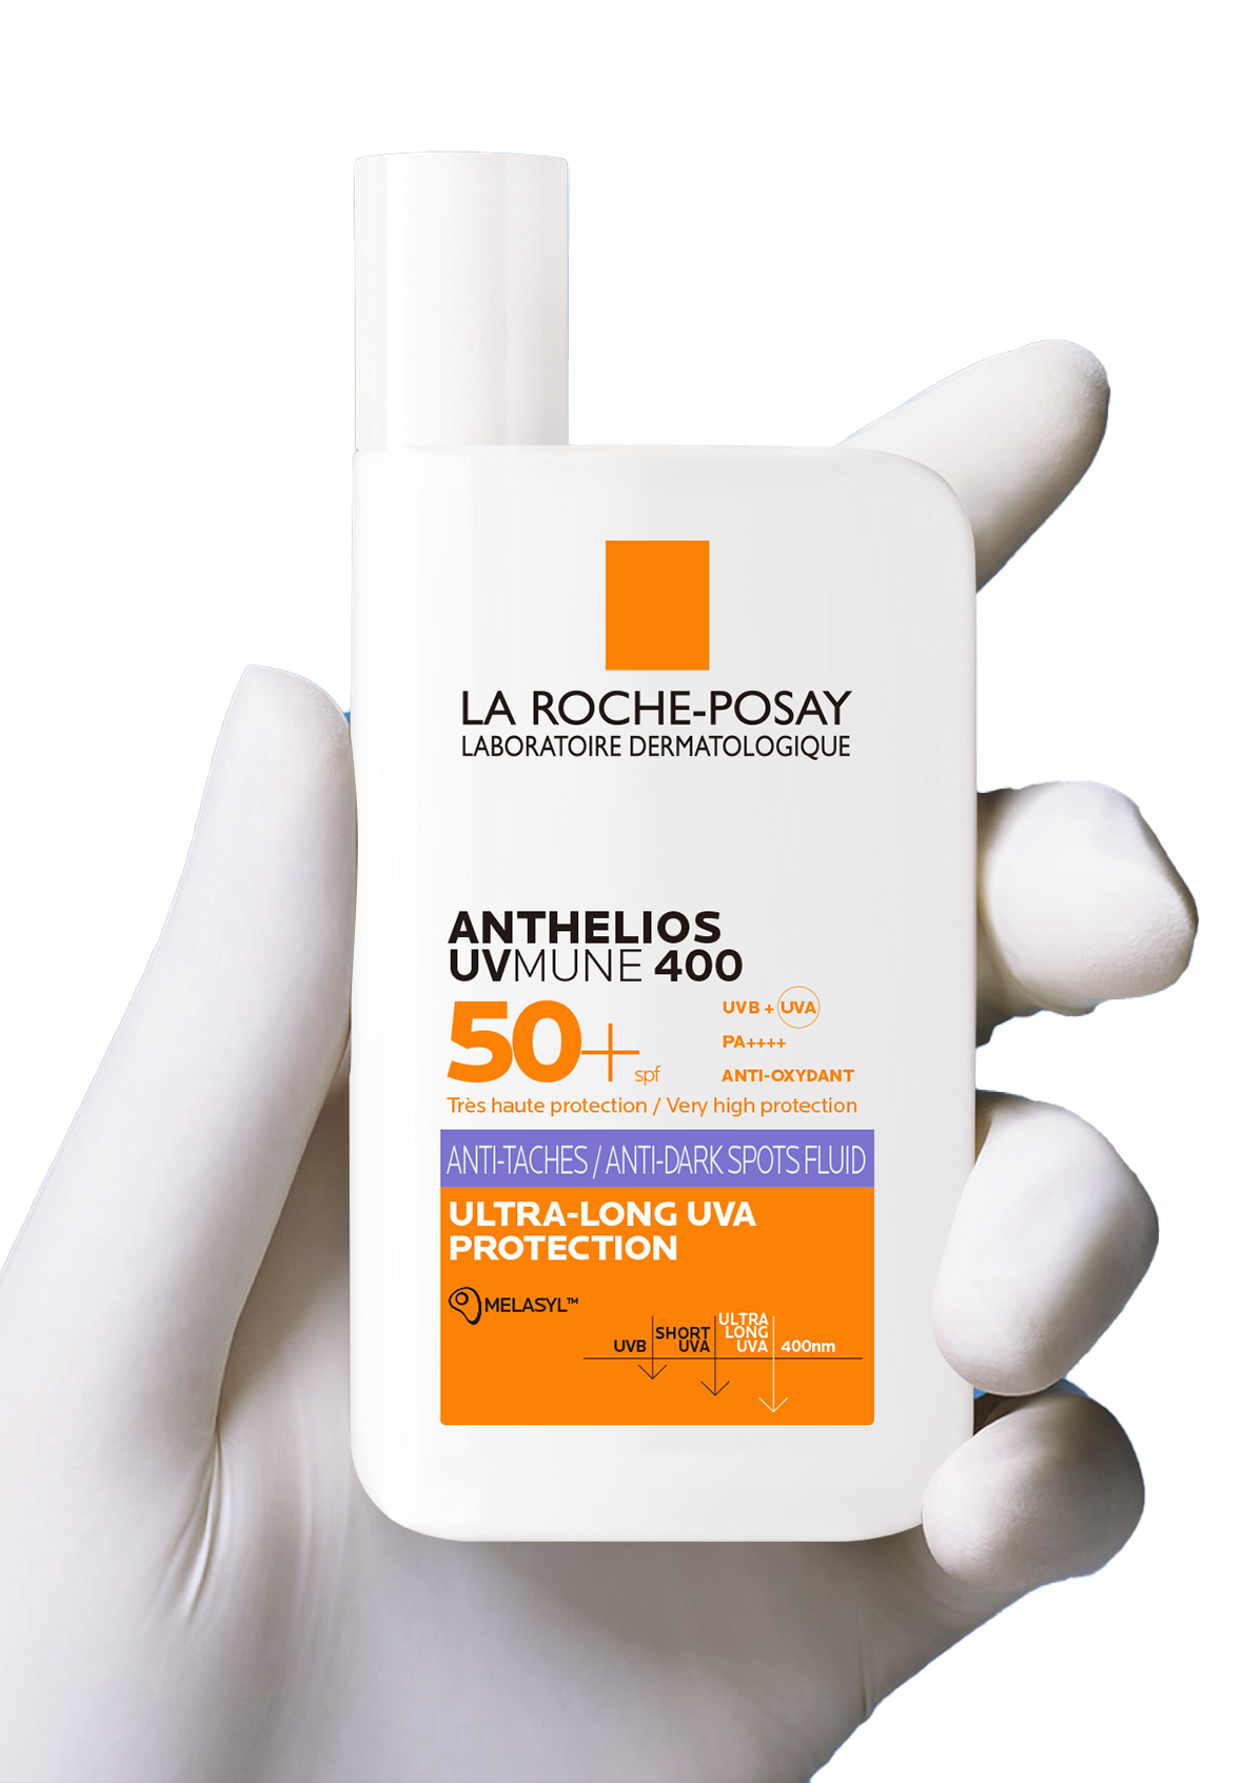 LA ROCHE-POSAY
LABORATOIRE DERMATOLOGIQUE
ANTHELIOS
UVMUNE 400
50+ spf
UVB + UVA
PA++++
ANTI-OXYDANT
Très haute protection / Very high protection
ANTI-TACHES / ANTI-DARK SPOTS FLUID
ULTRA-LONG UVA
PROTECTION
MELASYL™
UVB
SHORT
UVA
ULTRA
LONG
UVA
400nm